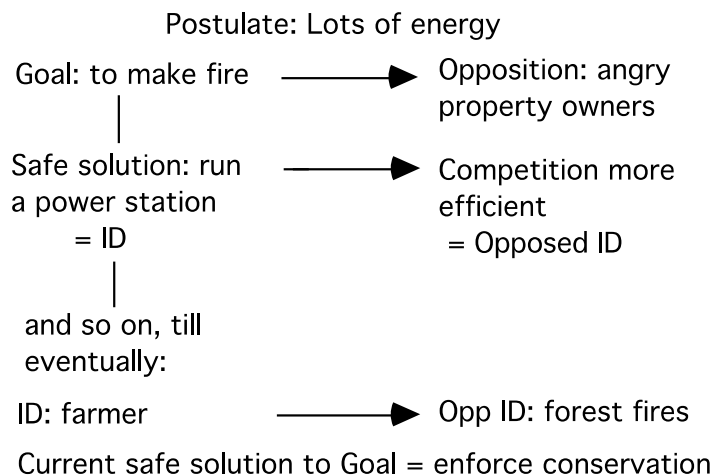 Postulate: Lots of energy
Goal: to make fire
Opposition: angry
property owners
Safe solution: run
a power station
= ID
Competition more
efficient
= Opposed ID
and so on, till
eventually:
ID: farmer
Opp ID: forest fires
Current safe solution to Goal = enforce conservation